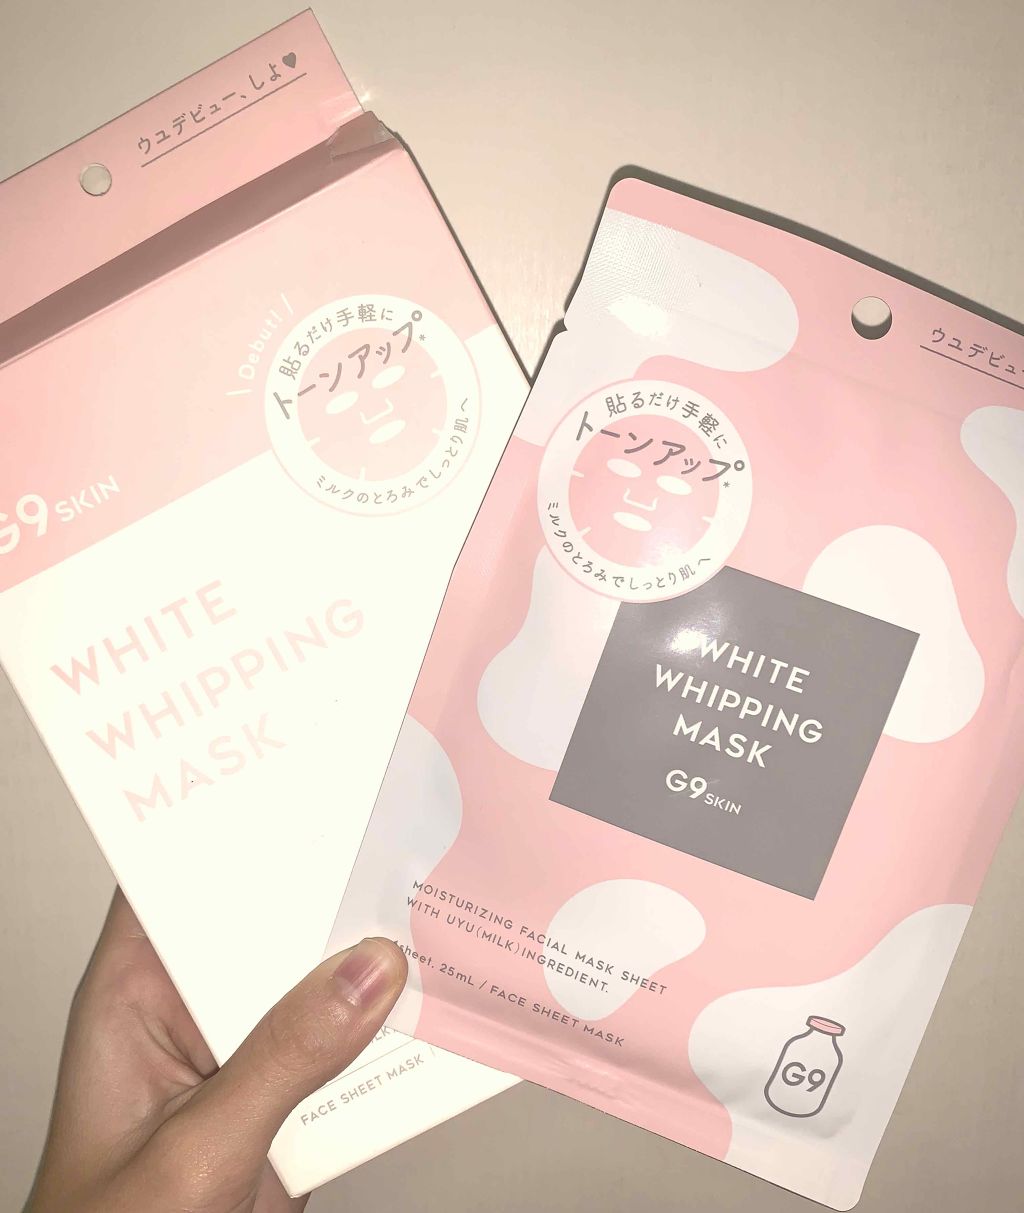 ウユデビュー、しよ♥
\ Debut! /
貼るだけ手軽に
トーンアップ*
ミルクのとろみでしっとり肌へ
G9 SKIN
WHITE
WHIPPING
MASK
FACE SHEET MASK
ウユデビュ
貼るだけ手軽に
トーンアップ*
ミルクのとろみでしっとり肌へ
WHITE
WHIPPING
MASK
G9 SKIN
MOISTURIZING FACIAL MASK SHEET
WITH UYU(MILK)INGREDIENT.
sheet. 25mL / FACE SHEET MASK
G9